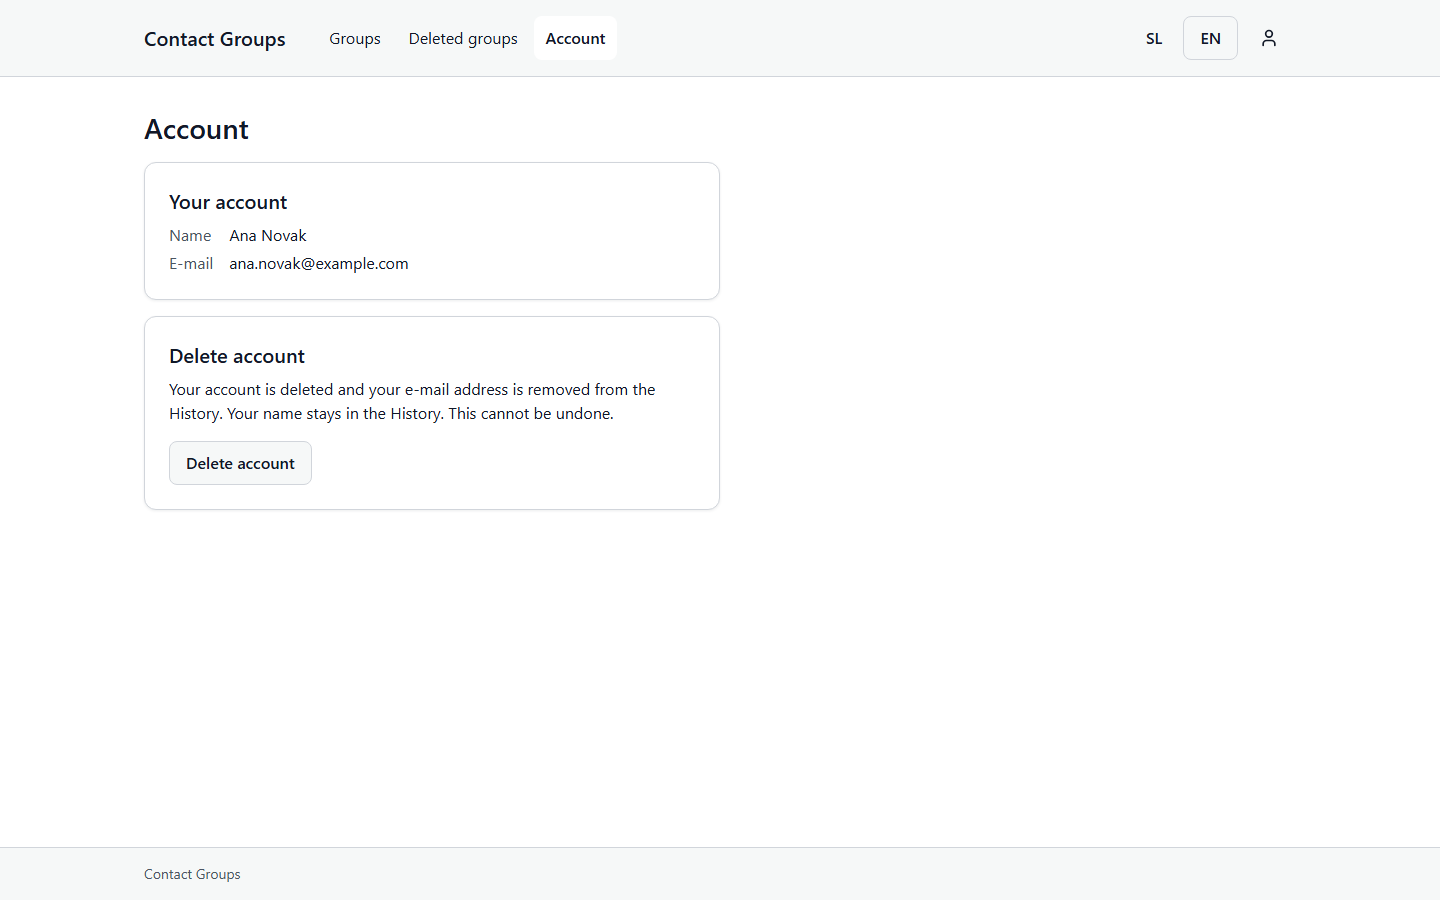 Contact Groups
Groups
Deleted groups
Account
SL
EN
Account
Your account
Name Ana Novak
E-mail ana.novak@example.com
Delete account
Your account is deleted and your e-mail address is removed from the
History. Your name stays in the History. This cannot be undone.
Delete account
Contact Groups